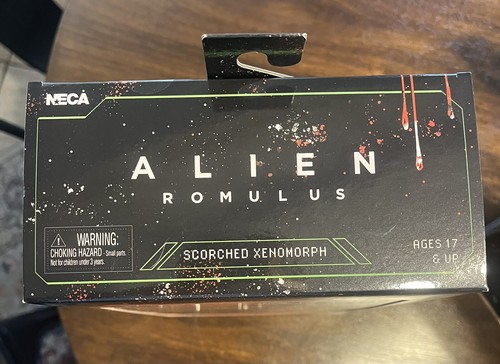 NECA
ALIEN
ROMULUS
WARNING:
CHOKING HAZARD - Small parts.
Not for children under 3 years.
SCORCHED XENOMORPH
AGES 17
& UP